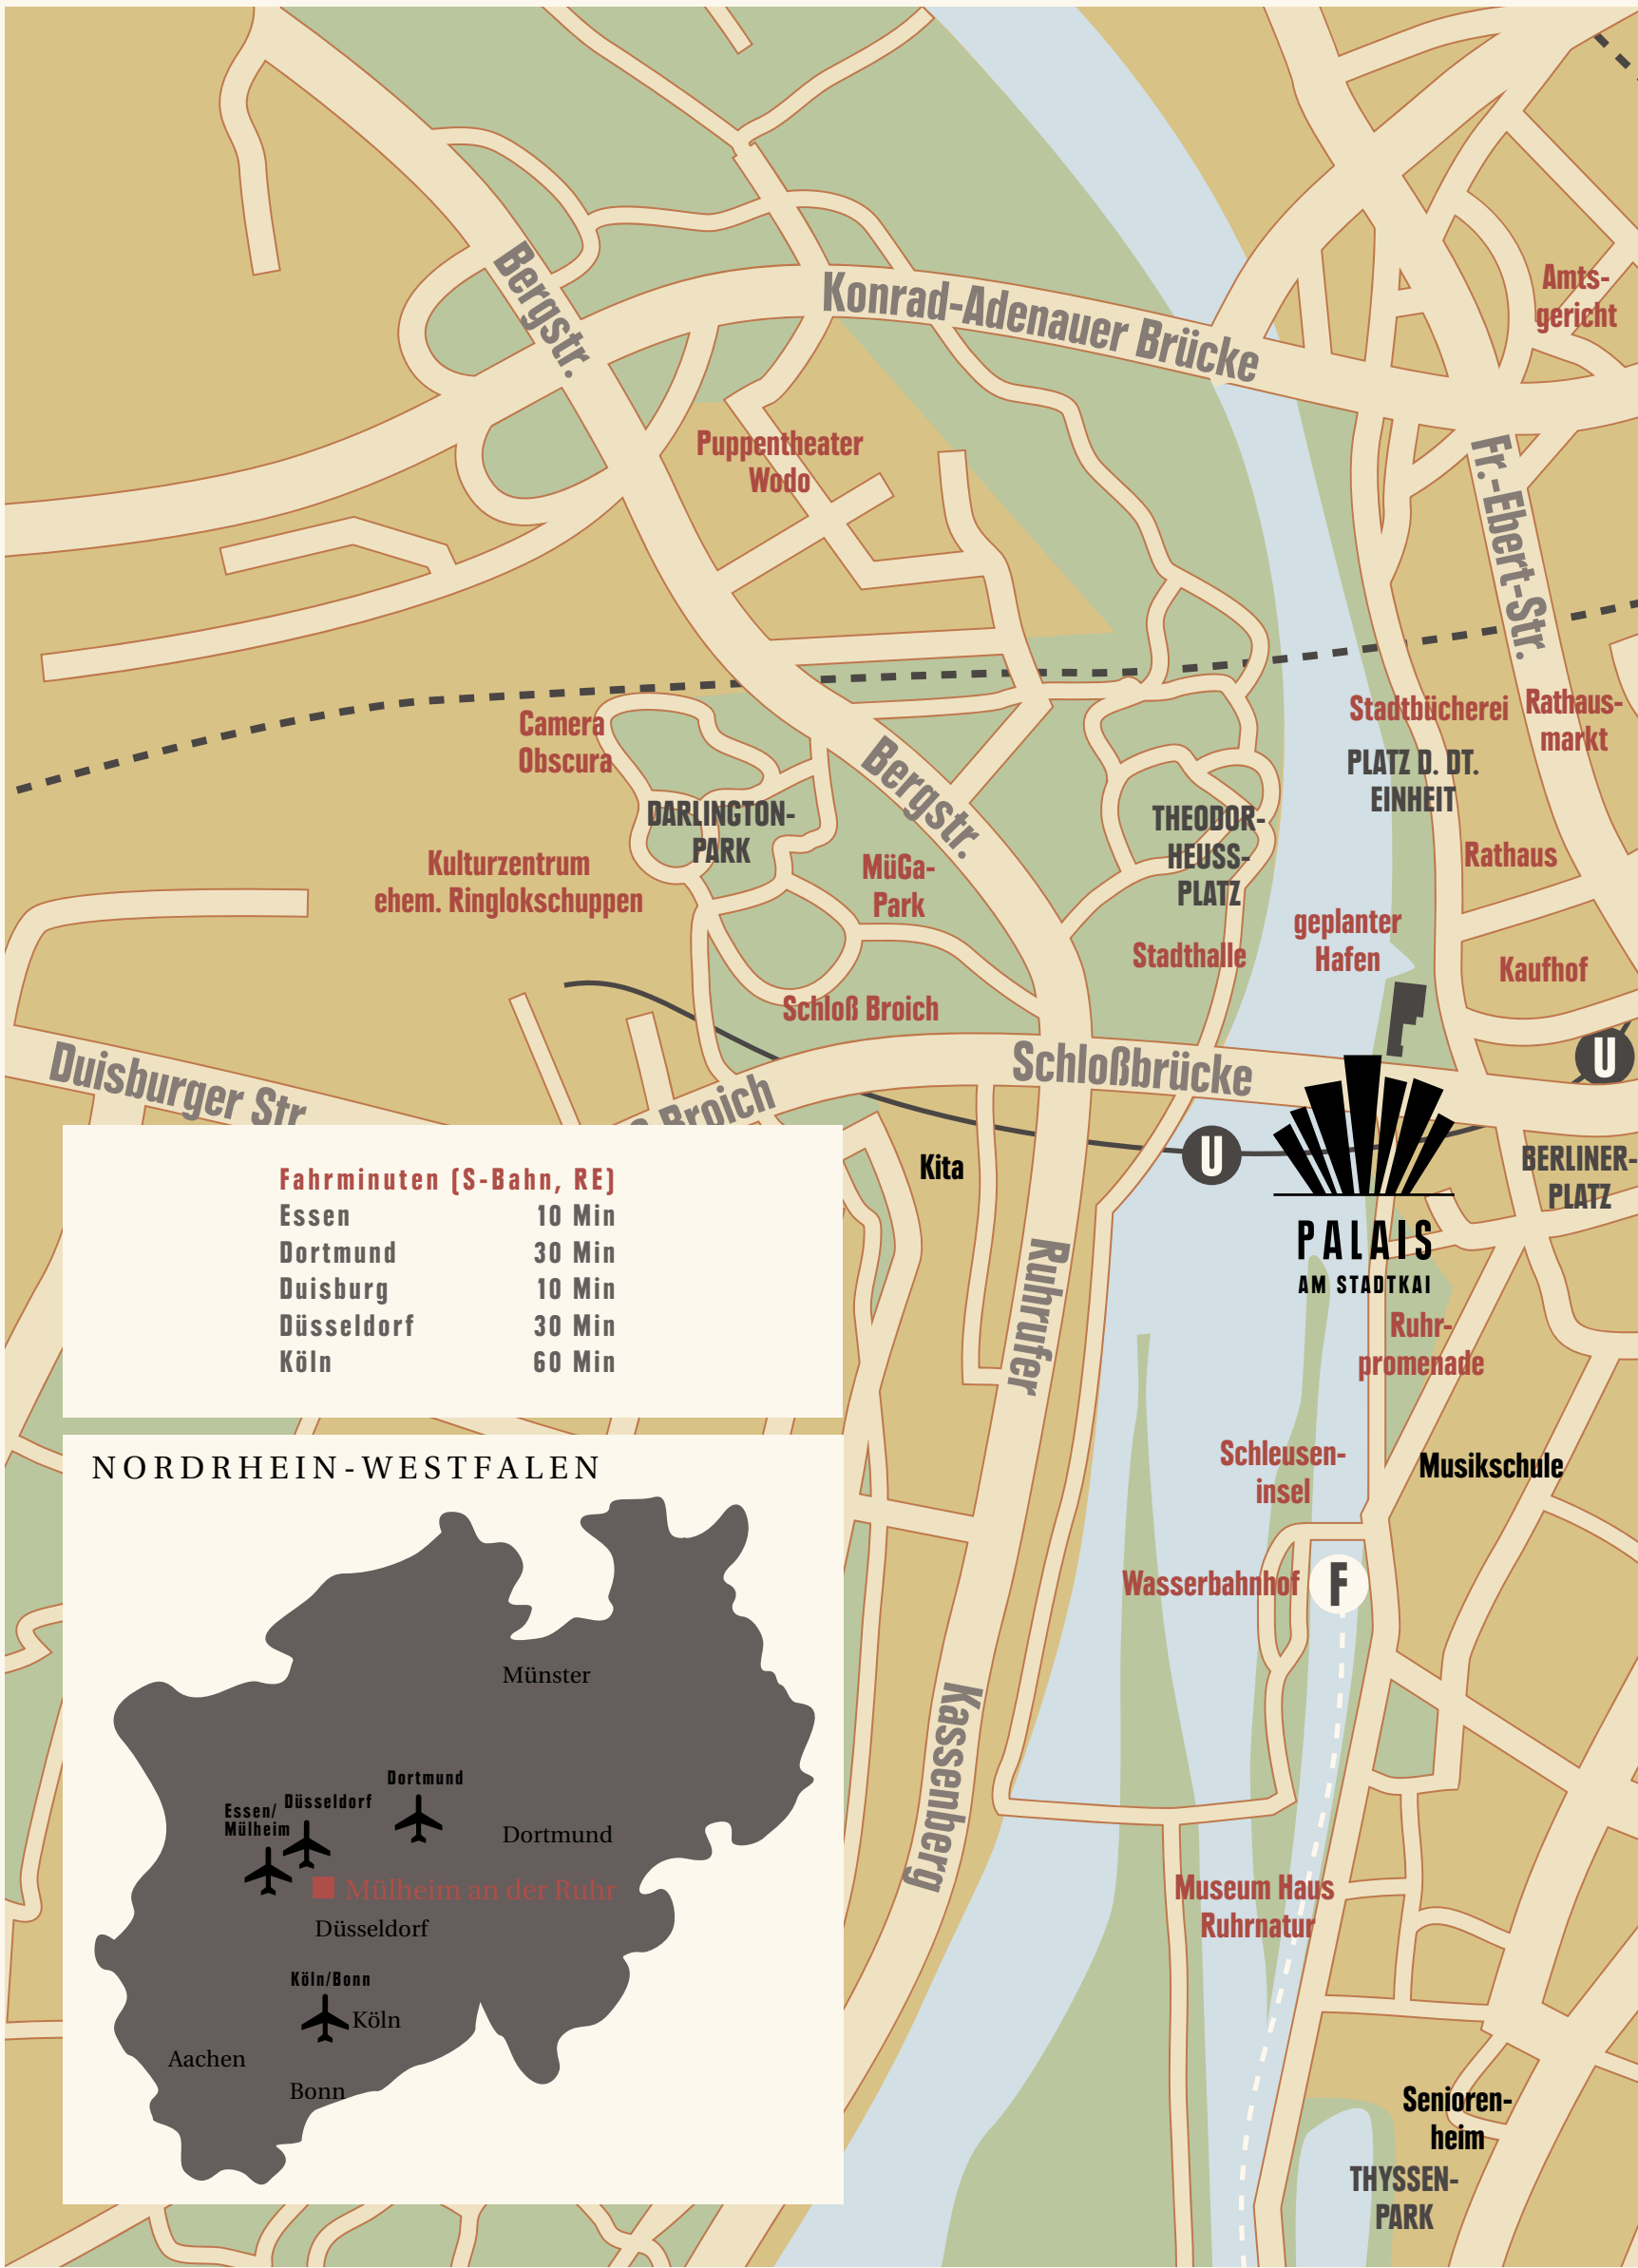 Bergstr.
Konrad-Adenauer Brücke
Amts-
gericht
Puppentheater
Wodo
Fr.-Ebert-Str.
Camera
Obscura
Stadtbücherei
Rathaus-
markt
PLATZ D. DT.
EINHEIT
Bergstr.
DARLINGTON-
PARK
THEODOR-
HEUSS-
PLATZ
Kulturzentrum
ehem. Ringlokschuppen
MüGa-
Park
Rathaus
geplanter
Hafen
Stadthalle
Kaufhof
Schloß Broich
Duisburger Str
Broich
Schloßbrücke
U
U
Kita
BERLINER-
PLATZ
PALAIS
AM STADTKAI
Fahrminuten (S-Bahn, RE)
Essen 10 Min
Dortmund 30 Min
Duisburg 10 Min
Düsseldorf 30 Min
Köln 60 Min
Ruhrufer
Ruhr-
promenade
Schleusen-
insel
Musikschule
Wasserbahnhof
F
Kassenberg
NORDRHEIN-WESTFALEN
Münster
Dortmund
Düsseldorf
Essen/
Mülheim
Dortmund
Mülheim an der Ruhr
Düsseldorf
Köln/Bonn
Köln
Aachen
Bonn
Museum Haus
Ruhrnatur
Senioren-
heim
THYSSEN-
PARK